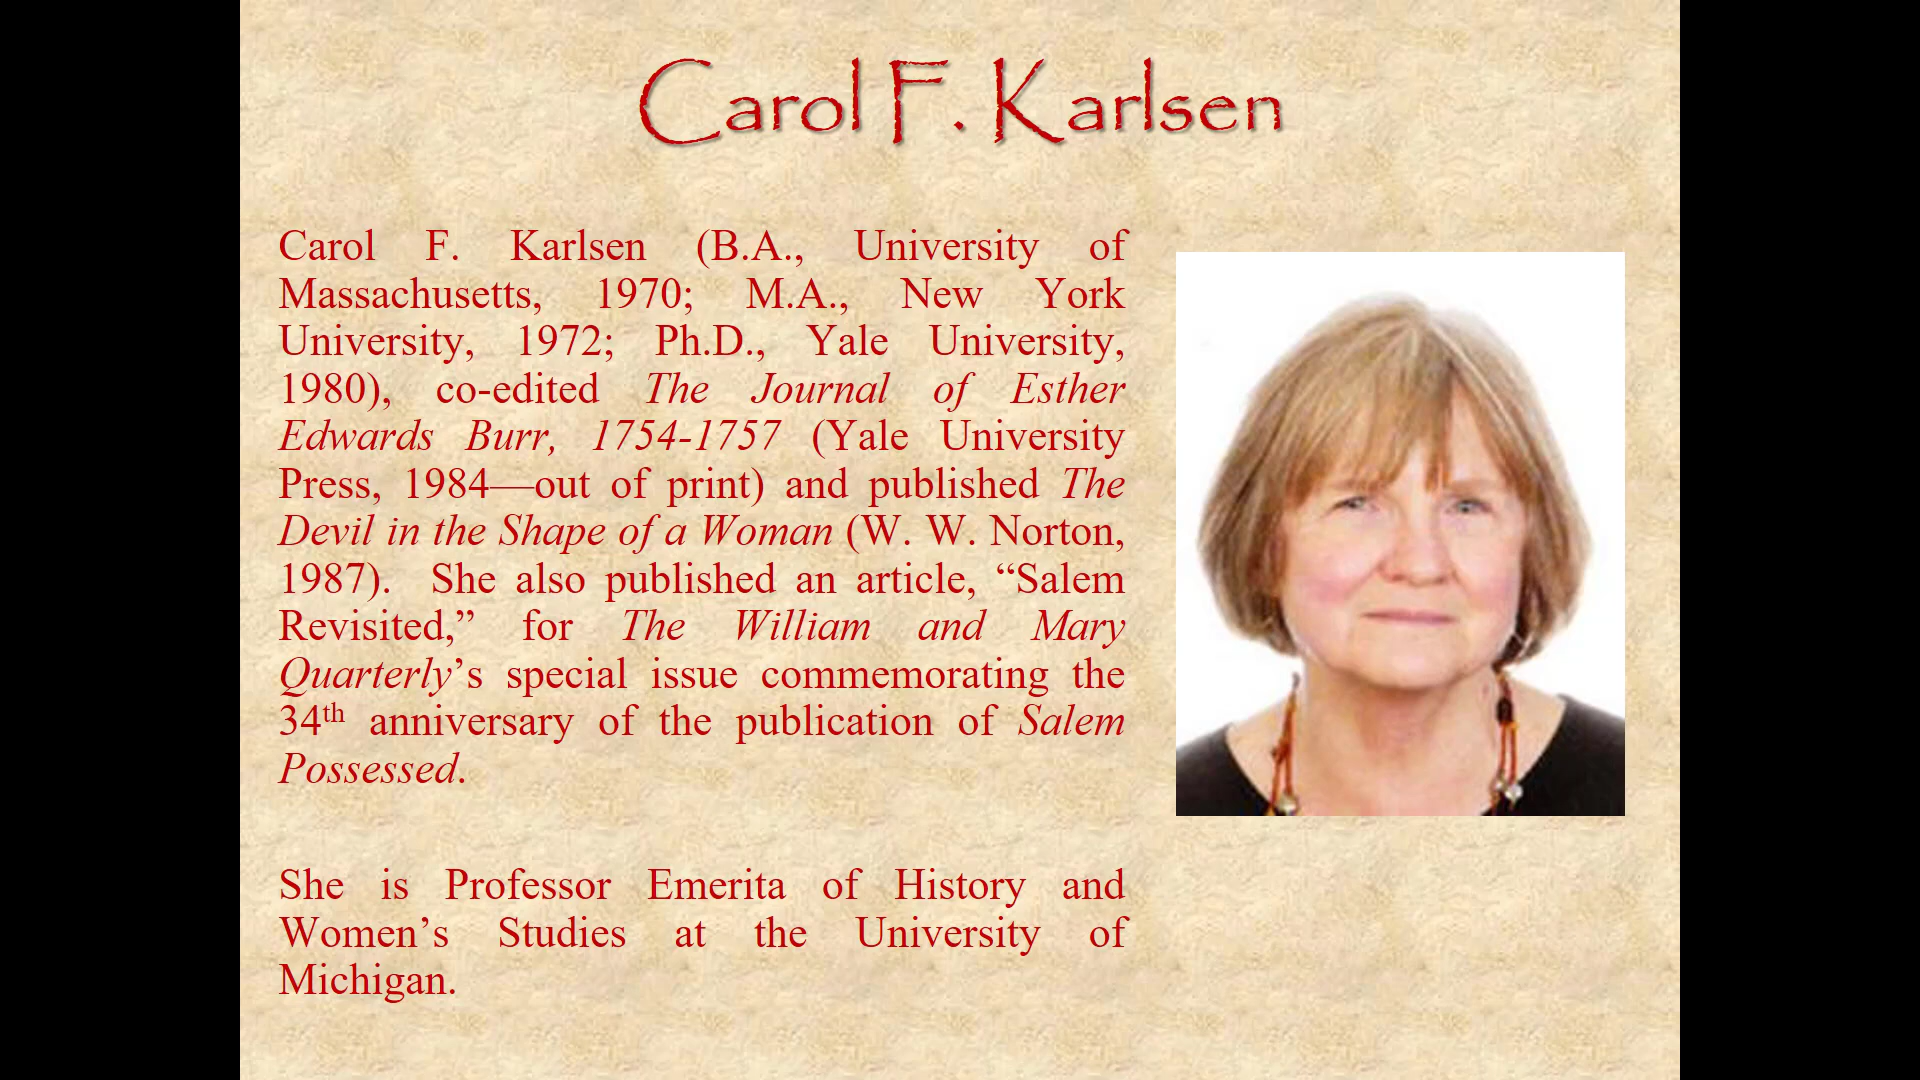 Carol F. Karlsen
Carol F. Karlsen (B.A., University of
Massachusetts, 1970; M.A., New York
University, 1972; Ph.D., Yale University,
1980), co-edited The Journal of Esther
Edwards Burr, 1754-1757 (Yale University
Press, 1984—out of print) and published The
Devil in the Shape of a Woman (W. W. Norton,
1987).  She also published an article, “Salem
Revisited,” for The William and Mary
Quarterly’s special issue commemorating the
34th anniversary of the publication of Salem
Possessed.
She is Professor Emerita of History and
Women’s Studies at the University of
Michigan.